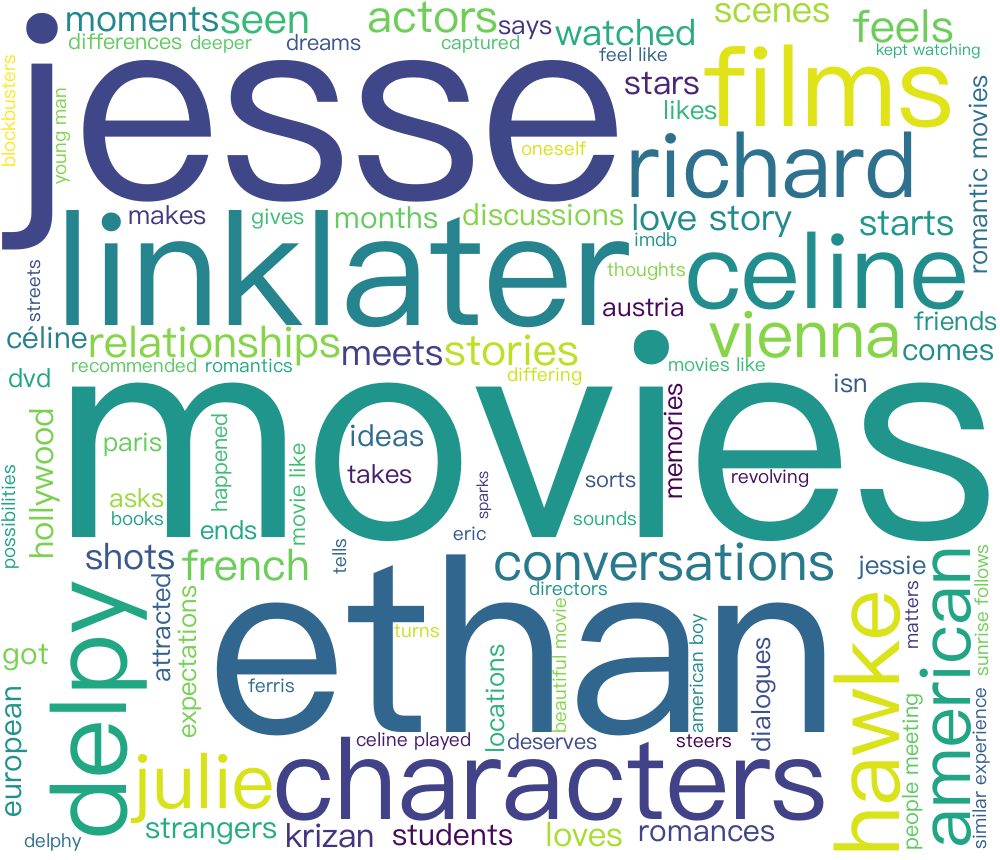 moments
seen
actors
says
watched
scenes
feels
differences
deeper
dreams
captured
feel like
kept watching
blockbusters
young man
jesse
oneself
stars
likes
films
richard
romantic movies
makes
gives
months
discussions
love story
starts
imdb
linklater
thoughts
celine
streets
austria
céline
relationships
meets
stories
vienna
friends
comes
recommended
romantics
differing
movies like
dvd
isn
movies
hollywood
paris
happened
ideas
takes
memories
revolving
possibilities
asks
books
movie like
sparks
sorts
sounds
ends
eric
tells
shots
french
conversations
jessie
directors
attracted
expectations
delpy
ethan
turns
ferris
beautiful movie
american boy
dialogues
locations
hawke
matters
american
sunrise follows
got
european
celine played
deserves
steers
people meeting
similar experience
julie
characters
strangers
krizan
students
loves
romances
delphy